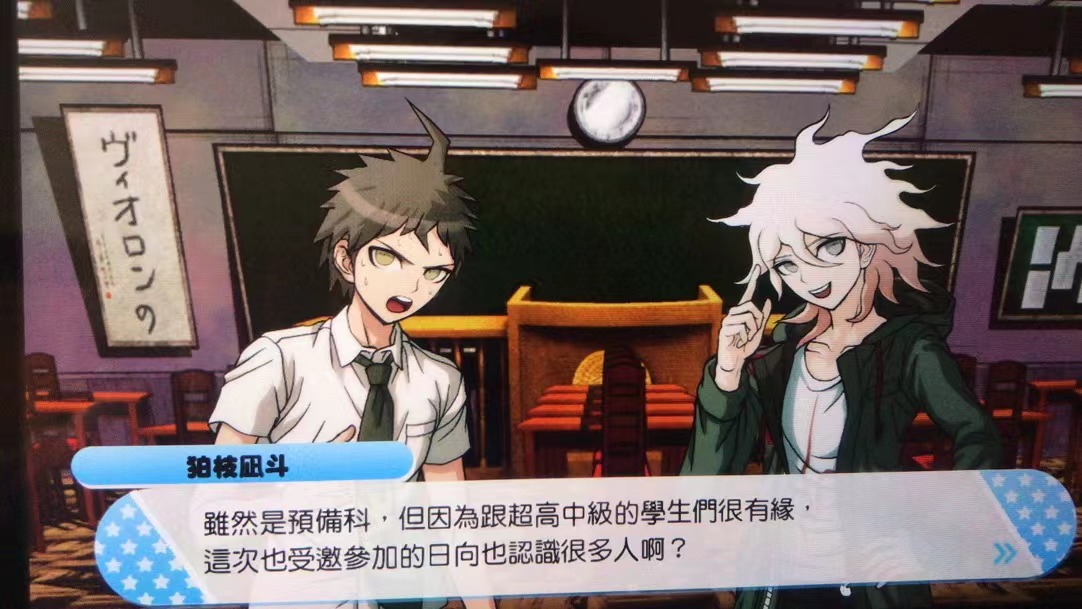 ヴィオロンの
狛枝凪斗
雖然是預備科，但因為跟超高中級的學生們很有緣，
這次也受邀參加的日向也認識很多人啊？